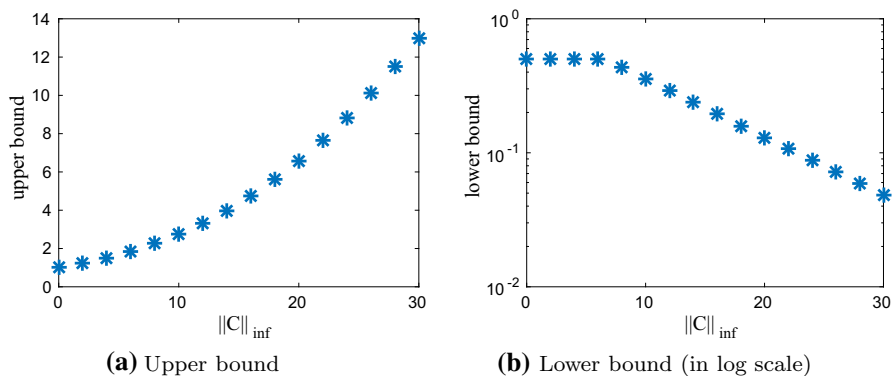 14
12
10
8
6
4
2
0
upper bound
0 10 20 30
||C|| inf
(a) Upper bound
10^0
10^-1
10^-2
lower bound
0 10 20 30
||C|| inf
(b) Lower bound (in log scale)